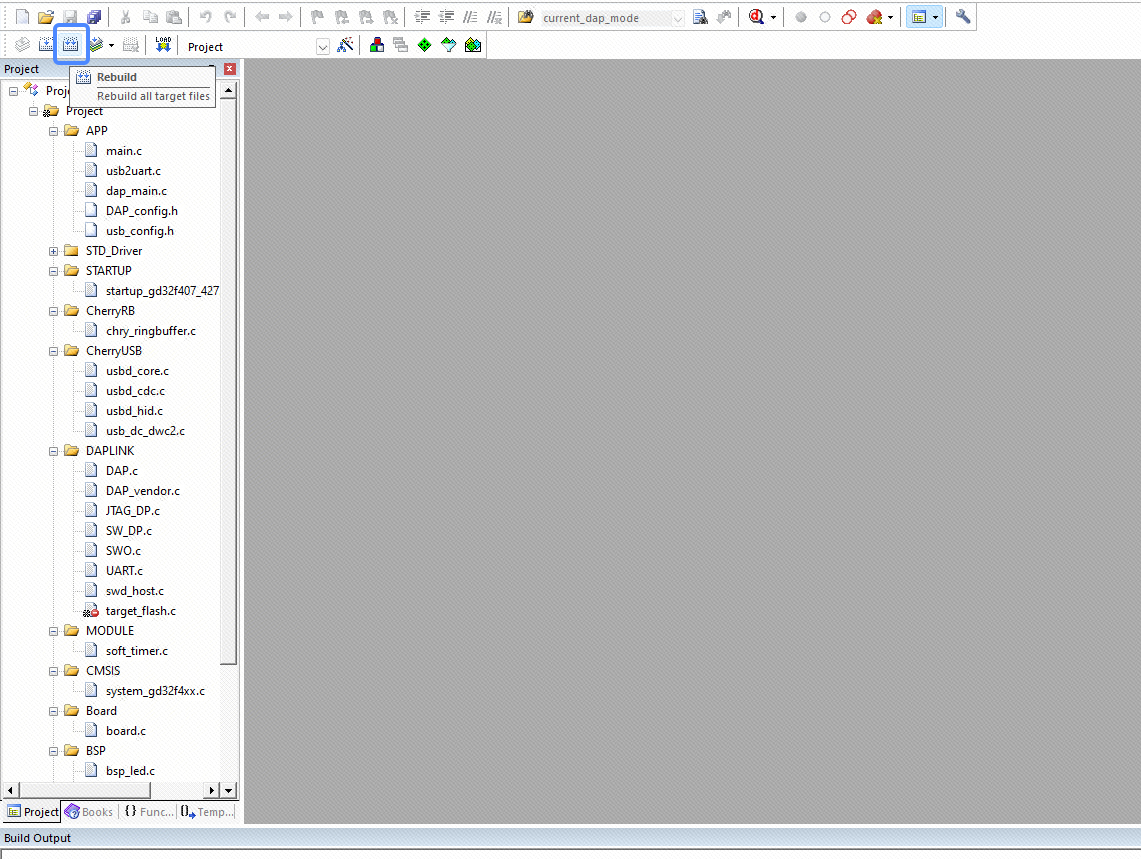 current_dap_mode
LOAD
Project
Project
Rebuild
Rebuild all target files
Project
APP
main.c
usb2uart.c
dap_main.c
DAP_config.h
usb_config.h
STD_Driver
STARTUP
startup_gd32f407_427
CherryRB
chry_ringbuffer.c
CherryUSB
usbd_core.c
usbd_cdc.c
usbd_hid.c
usb_dc_dwc2.c
DAPLINK
DAP.c
DAP_vendor.c
JTAG_DP.c
SW_DP.c
SWO.c
UART.c
swd_host.c
target_flash.c
MODULE
soft_timer.c
CMSIS
system_gd32f4xx.c
Board
board.c
BSP
bsp_led.c
Project Books {} Func... Temp...
Build Output